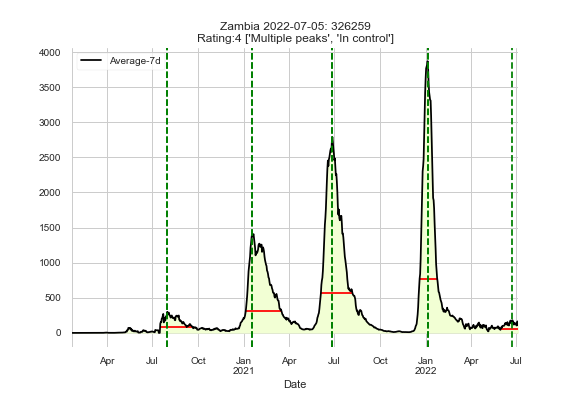 Zambia 2022-07-05: 326259
Rating:4 ['Multiple peaks', 'In control']
Average-7d
4000
3500
3000
2500
2000
1500
1000
500
0
Apr Jul Oct Jan Apr Jul Oct Jan Apr Jul
2021 2022
Date